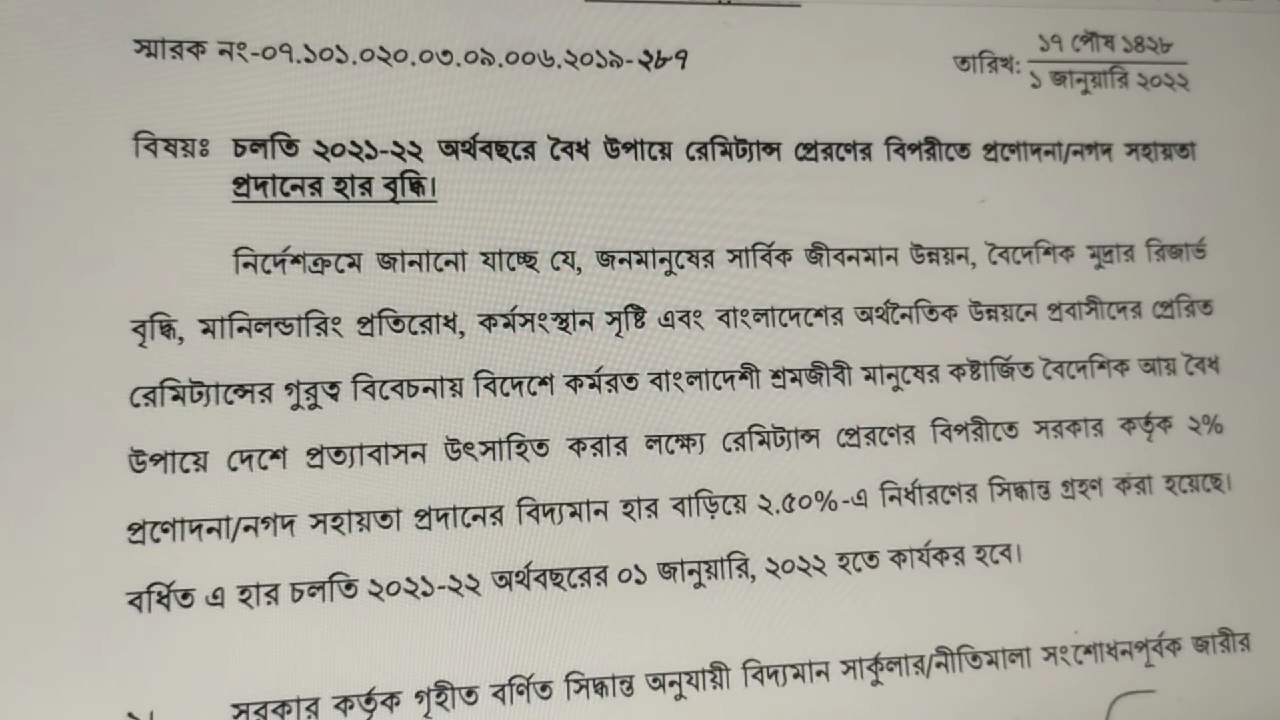 স্মারক নং-০৭.১০১.০২০.০৩.০৯.০০৬.২০১৯-২৮৭
তারিখ: ১৭ পৌষ ১৪২৮
১ জানুয়ারি ২০২২
বিষয়ঃ চলতি ২০২১-২২ অর্থবছরে বৈধ উপায়ে রেমিট্যান্স প্রেরণের বিপরীতে প্রণোদনা/নগদ সহায়তা
প্রদানের হার বৃদ্ধি।
নির্দেশক্রমে জানানো যাচ্ছে যে, জনমানুষের সার্বিক জীবনমান উন্নয়ন, বৈদেশিক মুদ্রার রিজার্ভ
বৃদ্ধি, মানিলন্ডারিং প্রতিরোধ, কর্মসংস্থান সৃষ্টি এবং বাংলাদেশের অর্থনৈতিক উন্নয়নে প্রবাসীদের প্রেরিত
রেমিট্যান্সের গুরুত্ব বিবেচনায় বিদেশে কর্মরত বাংলাদেশী শ্রমজীবী মানুষের কষ্টার্জিত বৈদেশিক আয় বৈধ
উপায়ে দেশে প্রত্যাবাসন উৎসাহিত করার লক্ষ্যে রেমিট্যান্স প্রেরণের বিপরীতে সরকার কর্তৃক ২%
প্রণোদনা/নগদ সহায়তা প্রদানের বিদ্যমান হার বাড়িয়ে ২.৫০%-এ নির্ধারণের সিদ্ধান্ত গ্রহণ করা হয়েছে।
বর্ধিত এ হার চলতি ২০২১-২২ অর্থবছরের ০১ জানুয়ারি, ২০২২ হতে কার্যকর হবে।
সরকার কর্তৃক গৃহীত বর্ণিত সিদ্ধান্ত অনুযায়ী বিদ্যমান সার্কুলার/নীতিমালা সংশোধনপূর্বক জারীর